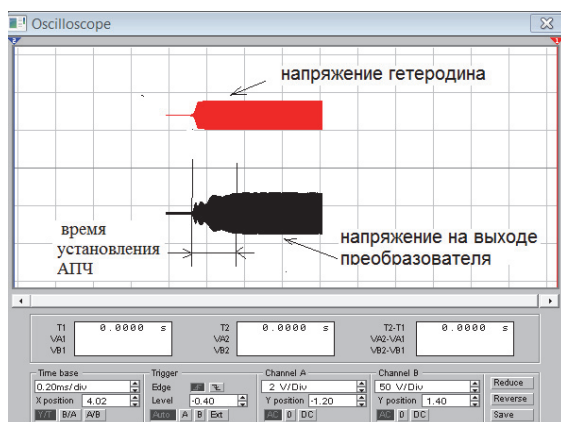 Oscilloscope
2
1
напряжение гетеродина
время
установления
АПЧ
напряжение на выходе
преобразователя
T1 0.0000 s T2 0.0000 s T2-T1 0.0000 s
VA1 VA2 VA2-VA1
VB1 VB2 VB2-VB1
Time base Trigger Channel A Channel B
0.20ms/div Edge 2 V/Div 50 V/Div Reduce
X position 4.02 Level -0.40 Y position -1.20 Y position 1.40 Reverse
Y/T B/A A/B Auto A B Ext AC 0 DC AC 0 DC Save